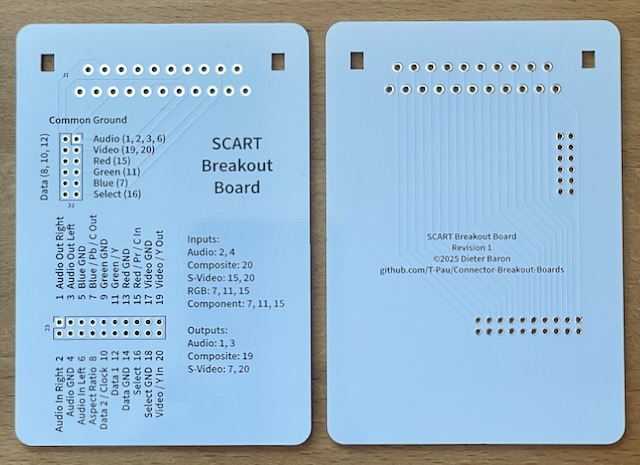 J1
Common Ground
Data (8, 10, 12)
Audio (1, 2, 3, 6)
Video (19, 20)
Red (15)
Green (11)
Blue (7)
Select (16)
J2
SCART
Breakout
Board
1 Audio Out Right
3 Audio Out Left
5 Blue GND
7 Blue / Pb / C Out
9 Green GND
11 Green / Y
13 Red GND
15 Red / Pr / C In
17 Video GND
19 Video / Y Out
J3
Audio In Right 2
Audio GND 4
Audio In Left 6
Aspect Ratio 8
Data 2 / Clock 10
Data 1 12
Data GND 14
Select 16
Select GND 18
Video / Y In 20
Inputs:
Audio: 2, 4
Composite: 20
S-Video: 15, 20
RGB: 7, 11, 15
Component: 7, 11, 15
Outputs:
Audio: 1, 3
Composite: 19
S-Video: 7, 20
SCART Breakout Board
Revision 1
©2025 Dieter Baron
github.com/T-Pau/Connector-Breakout-Boards